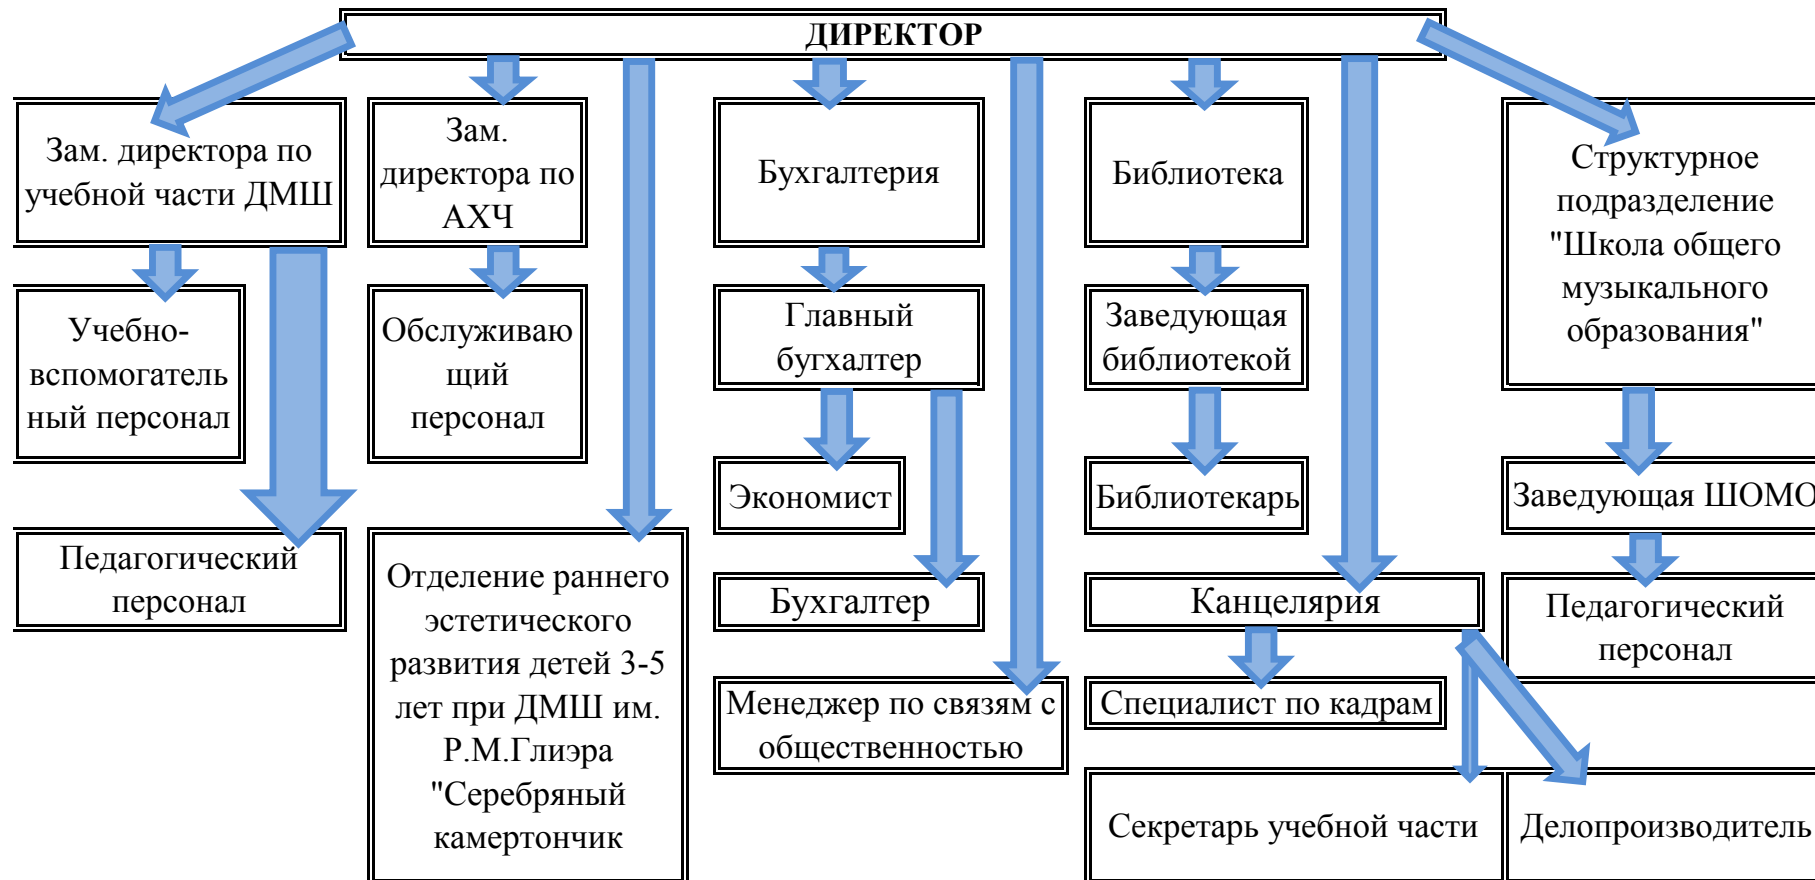 ДИРЕКТОР
Зам. директора по
учебной части ДМШ
Зам.
директора по
АХЧ
Бухгалтерия
Библиотека
Структурное
подразделение
"Школа общего
музыкального
образования"
Учебно-
вспомогатель
ный персонал
Обслуживаю
щий
персонал
Главный
бугхалтер
Заведующая
библиотекой
Экономист
Библиотекарь
Заведующая ШОМО
Педагогический
персонал
Отделение раннего
эстетического
развития детей 3-5
лет при ДМШ им.
Р.М.Глиэра
"Серебряный
камертончик
Бухгалтер
Канцелярия
Педагогический
персонал
Менеджер по связям с
общественностью
Специалист по кадрам
Секретарь учебной части
Делопроизводитель